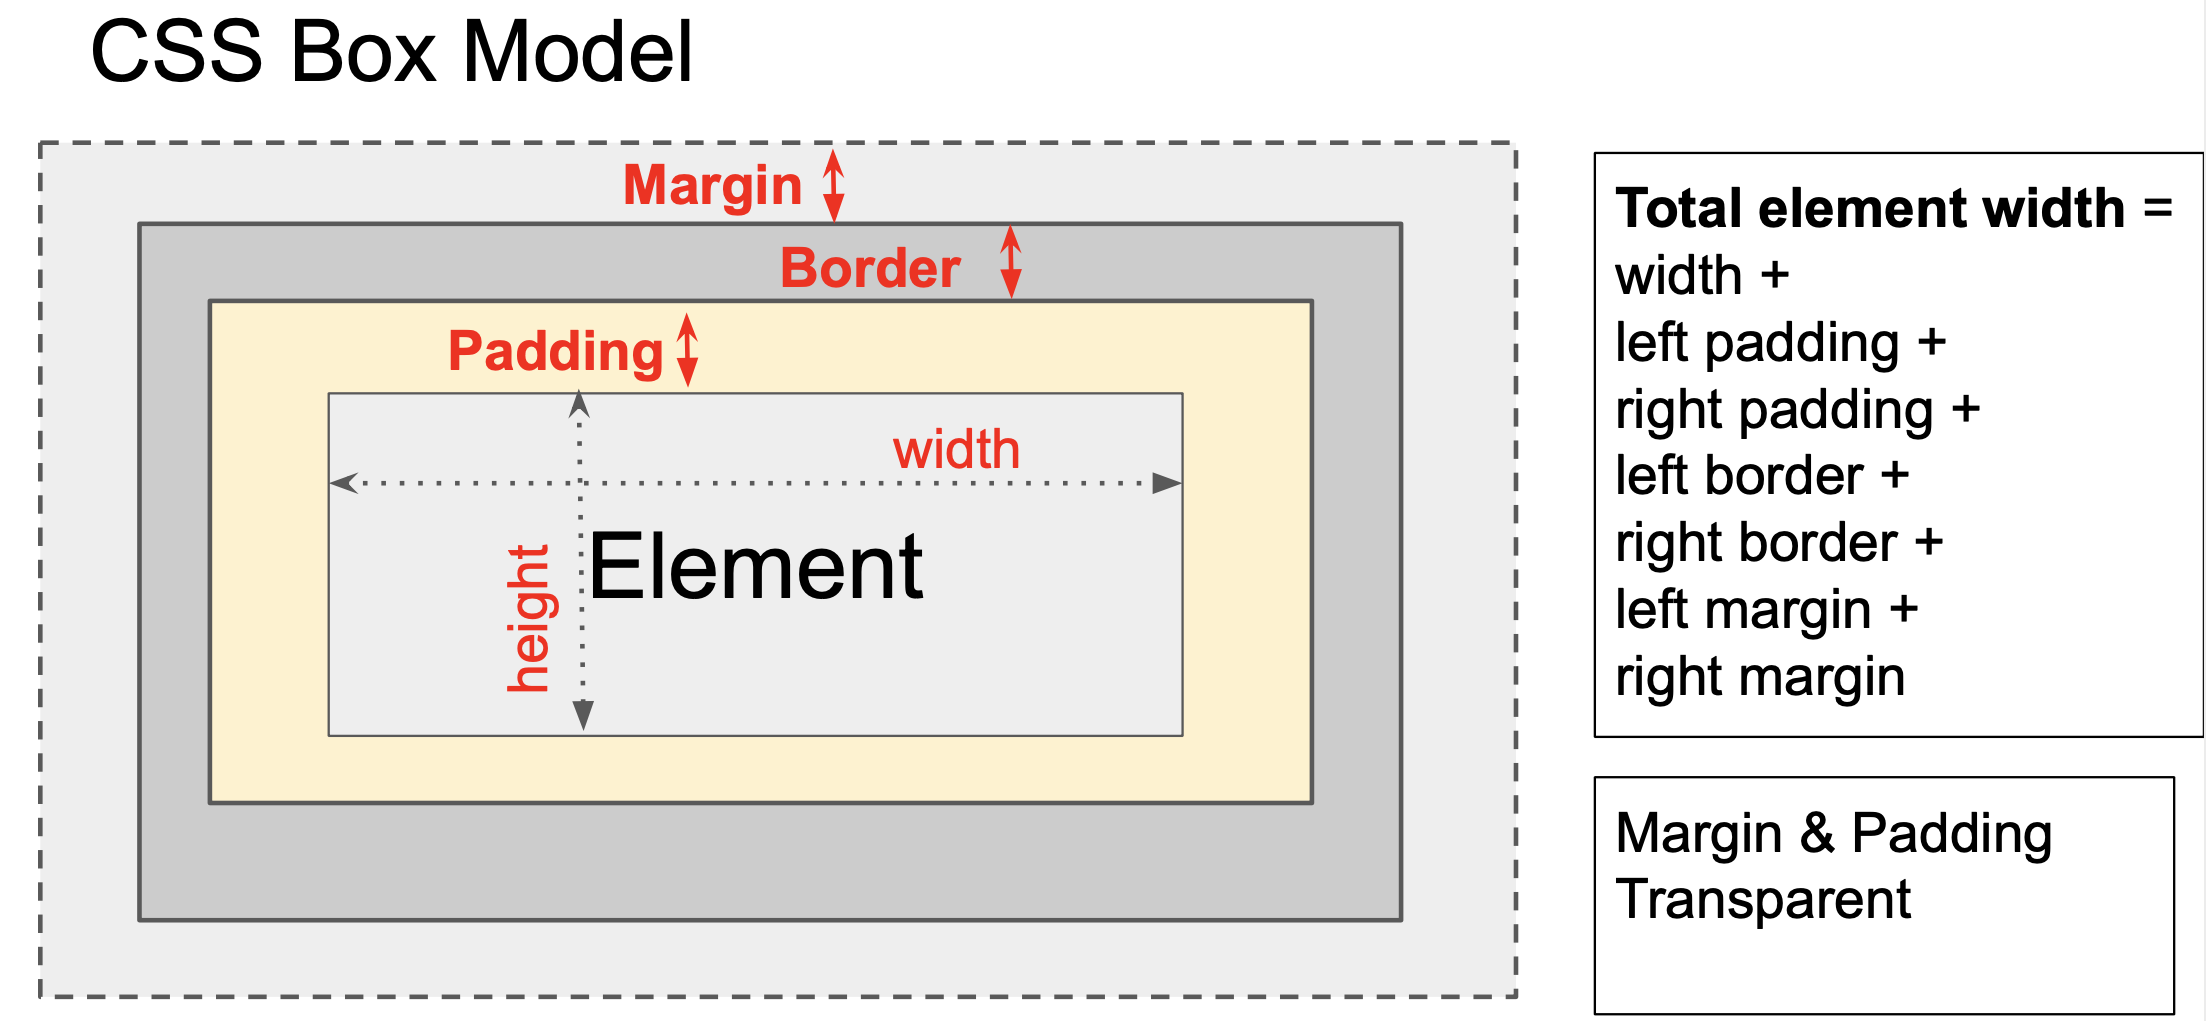 CSS Box Model
Margin
Border
Padding
width
height
Element
Total element width =
width +
left padding +
right padding +
left border +
right border +
left margin +
right margin
Margin & Padding
Transparent